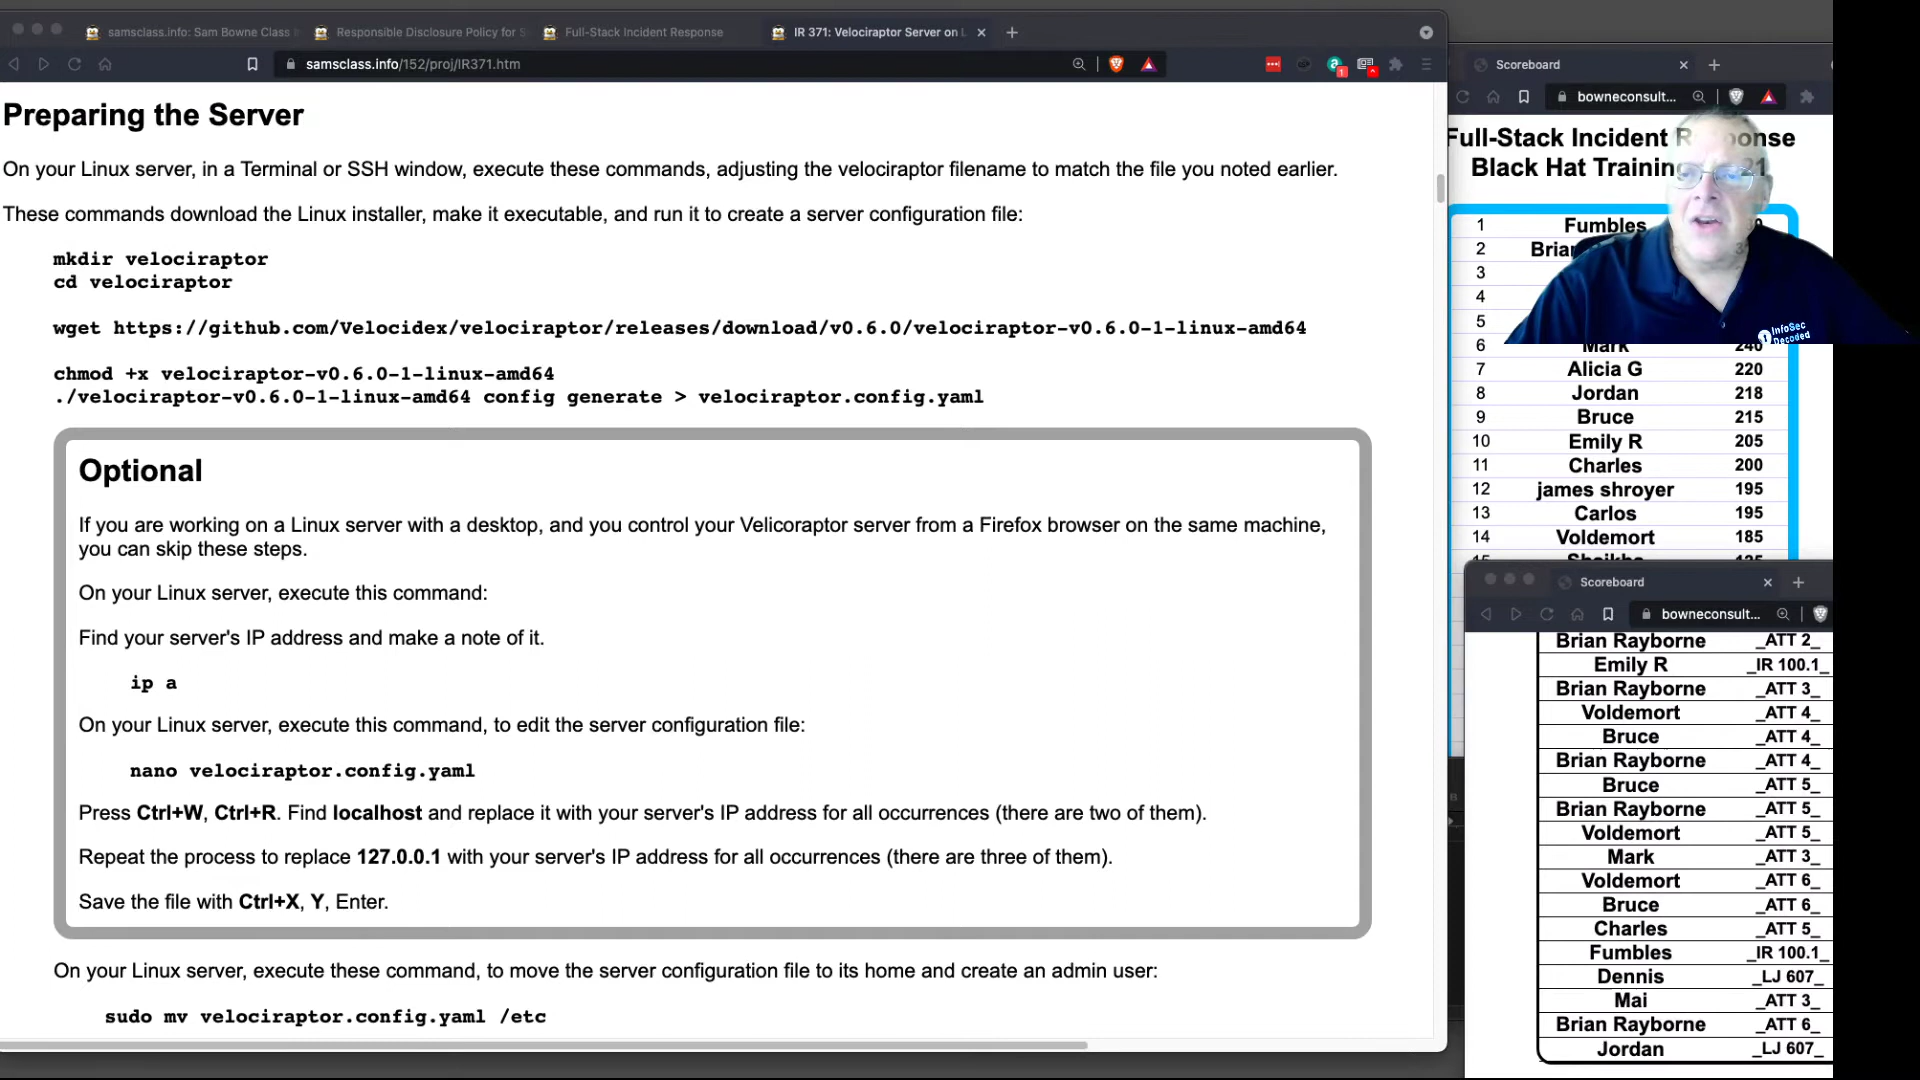 samsclass.info: Sam Bowne Class I
Responsible Disclosure Policy for S
Full-Stack Incident Response
IR 371: Velociraptor Server on L
samsclass.info/152/proj/IR371.htm
Preparing the Server
On your Linux server, in a Terminal or SSH window, execute these commands, adjusting the velociraptor filename to match the file you noted earlier.
These commands download the Linux installer, make it executable, and run it to create a server configuration file:
mkdir velociraptor
cd velociraptor
wget https://github.com/Velocidex/velociraptor/releases/download/v0.6.0/velociraptor-v0.6.0-1-linux-amd64
chmod +x velociraptor-v0.6.0-1-linux-amd64
./velociraptor-v0.6.0-1-linux-amd64 config generate > velociraptor.config.yaml
Optional
If you are working on a Linux server with a desktop, and you control your Velicoraptor server from a Firefox browser on the same machine,
you can skip these steps.
On your Linux server, execute this command:
Find your server's IP address and make a note of it.
ip a
On your Linux server, execute this command, to edit the server configuration file:
nano velociraptor.config.yaml
Press Ctrl+W, Ctrl+R. Find localhost and replace it with your server's IP address for all occurrences (there are two of them).
Repeat the process to replace 127.0.0.1 with your server's IP address for all occurrences (there are three of them).
Save the file with Ctrl+X, Y, Enter.
On your Linux server, execute these command, to move the server configuration file to its home and create an admin user:
sudo mv velociraptor.config.yaml /etc
Scoreboard
bowneconsult...
Full-Stack Incident
Black Hat Training 21
1 Fumbles
2
3
4
5
6 Mark 240
7 Alicia G 220
8 Jordan 218
9 Bruce 215
10 Emily R 205
11 Charles 200
12 james shroyer 195
13 Carlos 195
14 Voldemort 185
InfoSec
Decoded
Scoreboard
bowneconsult...
Brian Rayborne _ATT 2_
Emily R _IR 100.1_
Brian Rayborne _ATT 3_
Voldemort _ATT 4_
Bruce _ATT 4_
Brian Rayborne _ATT 4_
Bruce _ATT 5_
Brian Rayborne _ATT 5_
Voldemort _ATT 5_
Mark _ATT 3_
Voldemort _ATT 6_
Bruce _ATT 6_
Charles _ATT 5_
Fumbles _IR 100.1_
Dennis _LJ 607_
Mai _ATT 3_
Brian Rayborne _ATT 6_
Jordan _LJ 607_